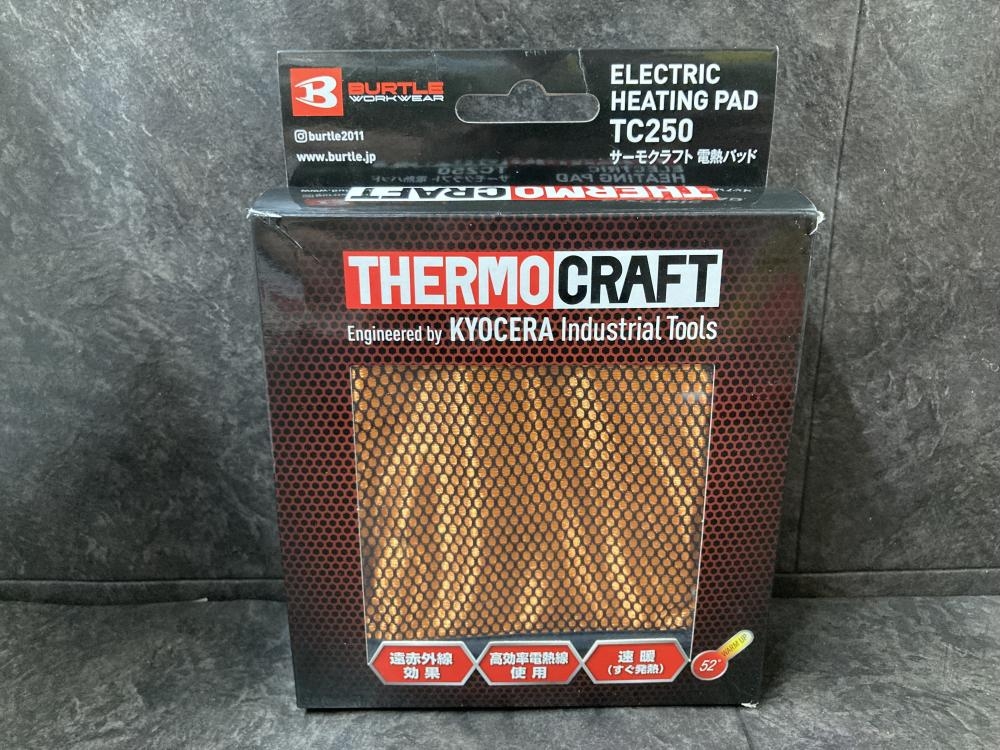 BURTLE
WORKWEAR
burtle2011
www.burtle.jp
ELECTRIC
HEATING PAD
TC250
サーモクラフト 電熱パッド
THERMO CRAFT
THERMOCRAFT
Engineered by KYOCERA Industrial Tools
遠赤外線
効果
高効率電熱線
使用
速暖
(すぐ発熱)
52°
WARM UP